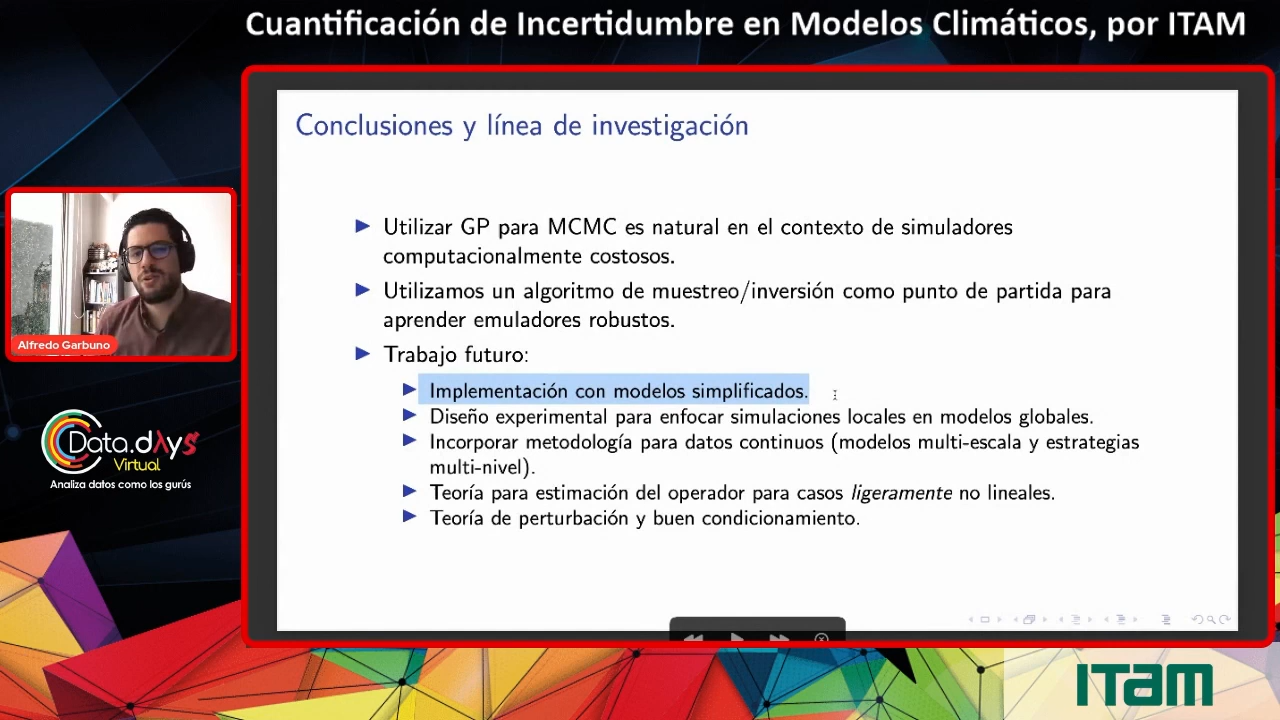 Cuantificación de Incertidumbre en Modelos Climáticos, por ITAM
Conclusiones y línea de investigación
Utilizar GP para MCMC es natural en el contexto de simuladores
computacionalmente costosos.
Utilizamos un algoritmo de muestreo/inversión como punto de partida para
aprender emuladores robustos.
Trabajo futuro:
Implementación con modelos simplificados.
Diseño experimental para enfocar simulaciones locales en modelos globales.
Incorporar metodología para datos continuos (modelos multi-escala y estrategias
multi-nivel).
Teoría para estimación del operador para casos ligeramente no lineales.
Teoría de perturbación y buen condicionamiento.
Alfredo Garbuno
Data.dAys
Virtual
Analiza datos como los gurús
ITAM